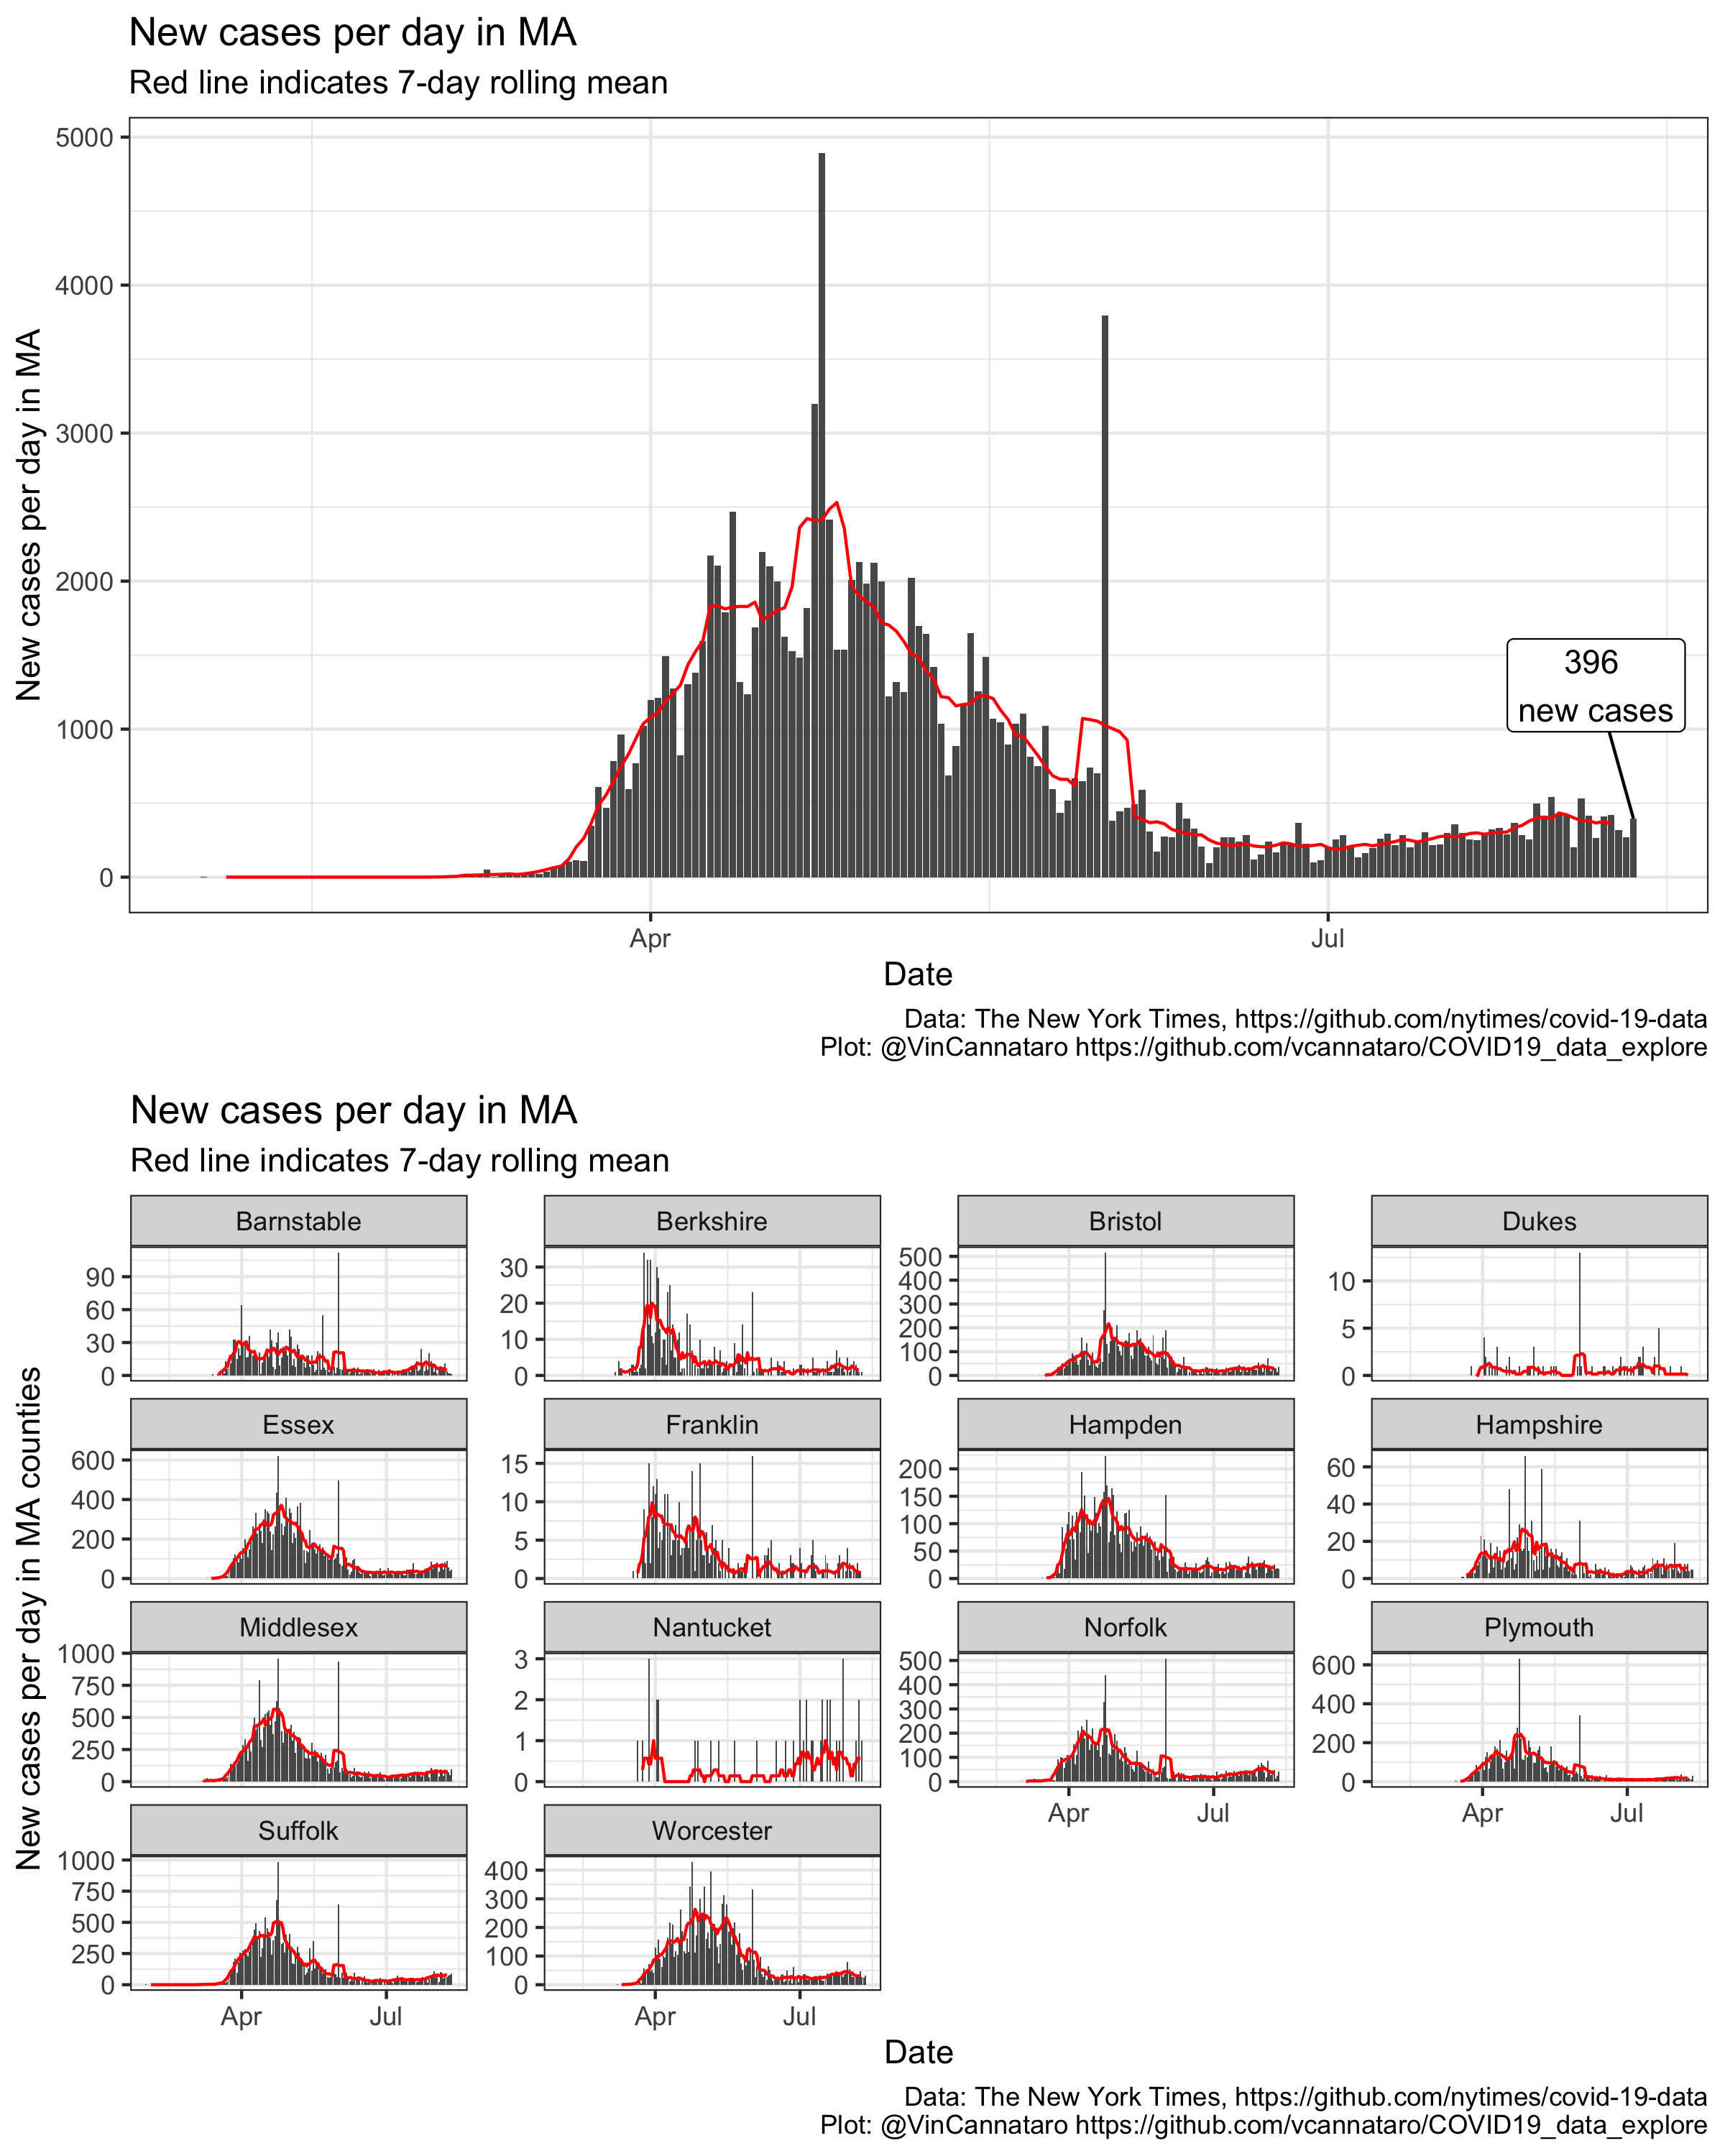 New cases per day in MA
Red line indicates 7-day rolling mean
New cases per day in MA
5000
4000
3000
2000
1000
0
396
new cases
Apr
Jul
Date
Data: The New York Times, https://github.com/nytimes/covid-19-data
Plot: @VinCannataro https://github.com/vcannataro/COVID19_data_explore
New cases per day in MA
Red line indicates 7-day rolling mean
New cases per day in MA counties
Barnstable
90
60
30
0
Berkshire
30
20
10
0
Bristol
500
400
300
200
100
0
Dukes
10
5
0
Essex
600
400
200
0
Franklin
15
10
5
0
Hampden
200
150
100
50
0
Hampshire
60
40
20
0
Middlesex
1000
750
500
250
0
Nantucket
3
2
1
0
Norfolk
500
400
300
200
100
0
Apr
Jul
Plymouth
600
400
200
0
Apr
Jul
Suffolk
1000
750
500
250
0
Apr
Jul
Worcester
400
300
200
100
0
Apr
Jul
Date
Data: The New York Times, https://github.com/nytimes/covid-19-data
Plot: @VinCannataro https://github.com/vcannataro/COVID19_data_explore